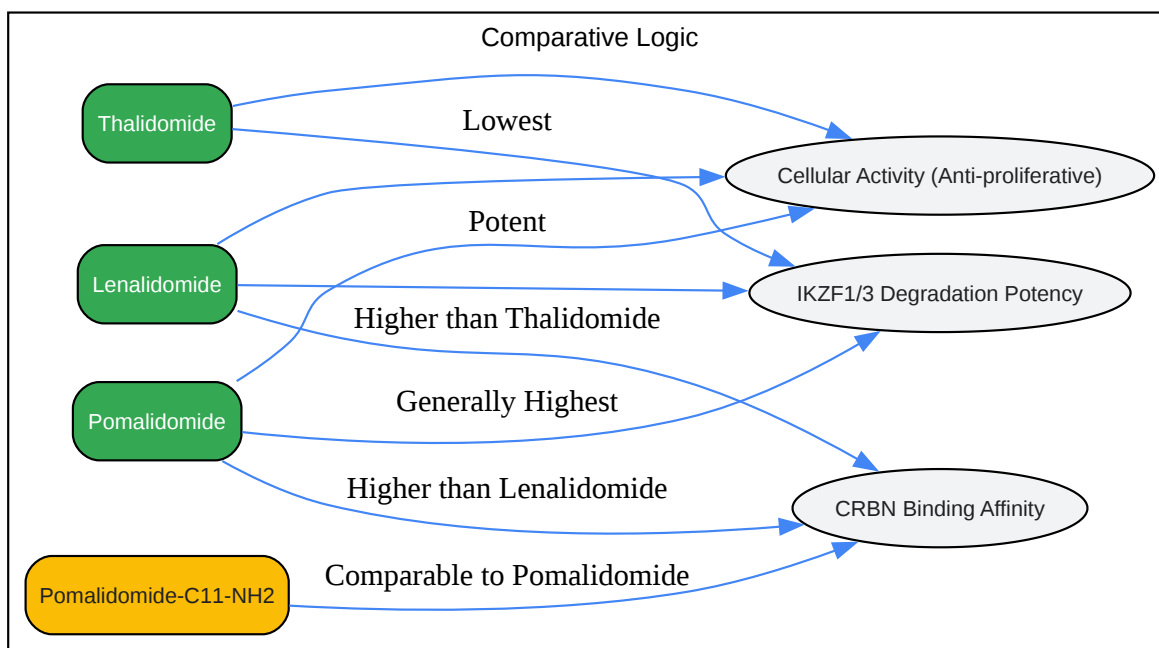 Comparative Logic
Thalidomide
Lowest
Cellular Activity (Anti-proliferative)
Potent
Lenalidomide
IKZF1/3 Degradation Potency
Higher than Thalidomide
Generally Highest
Pomalidomide
Higher than Lenalidomide
CRBN Binding Affinity
Comparable to Pomalidomide
Pomalidomide-C11-NH2